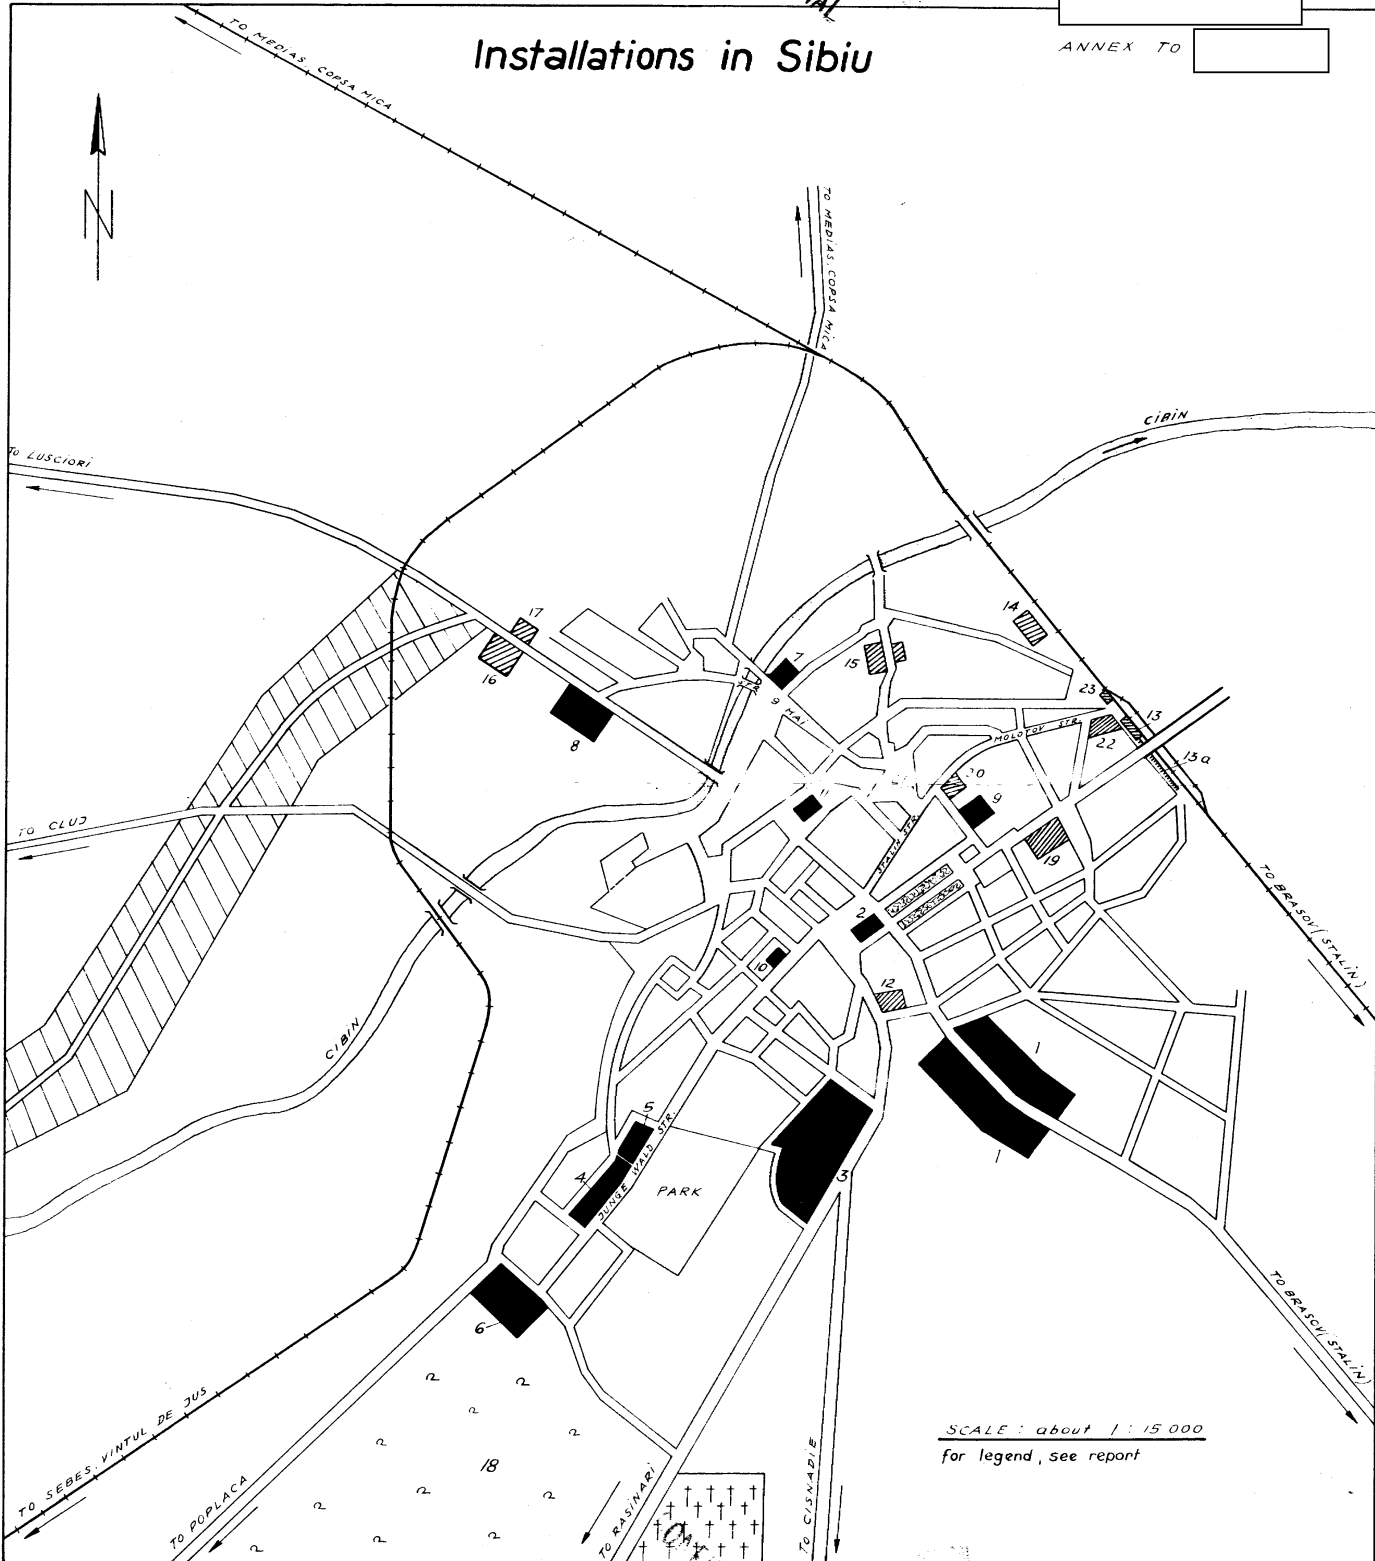 Installations in Sibiu
ANNEX TO
TO MEDIAS, COPSA MICA
N
TO MEDIAS, COPSA MICA
CIBIN
TO LUSCIORI
14
17
16
15
7
8
9 MAI
23
13
22
MOLOTOV STR.
13a
20
9
19
STALIN STR.
TO CLUJ
TO BRASOV (STALIN)
2
10
12
CIBIN
1
1
5
4
JUNGE WALD STR.
PARK
3
6
TO BRASOV (STALIN)
TO SEBES, VINTUL DE JUS
18
TO POPLACA
TO RASINARI
TO CISNADIE
SCALE : about 1 : 15 000
for legend, see report